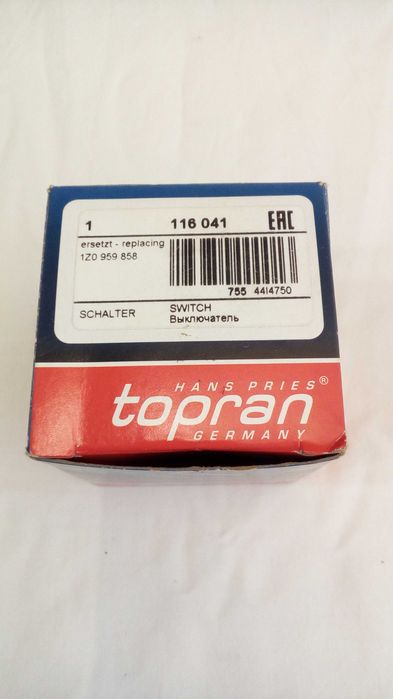 1 116 041 EAC
ersetzt - replacing
1Z0 959 858
755 4414750
SCHALTER SWITCH
Выключатель
HANS PRIES®
topran
GERMANY